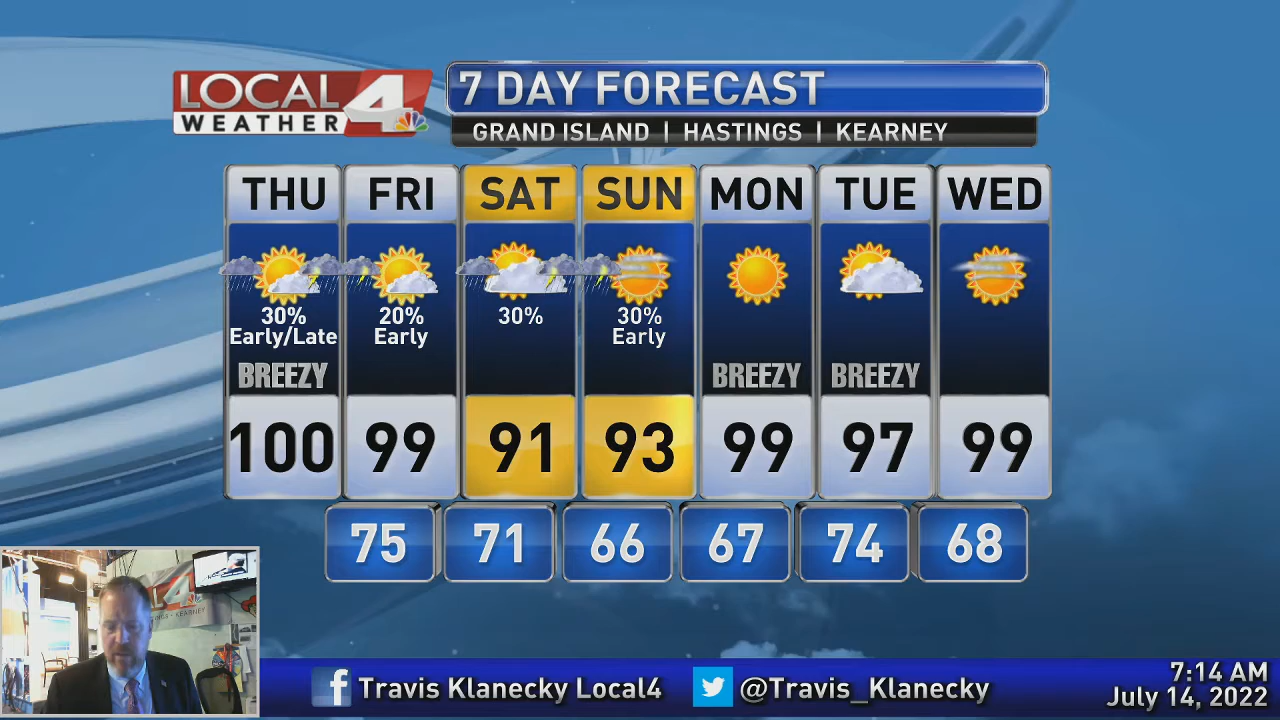 LOCAL 4
WEATHER
7 DAY FORECAST
GRAND ISLAND | HASTINGS | KEARNEY
THU FRI SAT SUN MON TUE WED
30% 20% 30% 30%
Early/Late Early Early
BREEZY BREEZY BREEZY
100 99 91 93 99 97 99
75 71 66 67 74 68
4
KEARNEY
f Travis Klanecky Local4 @Travis_Klanecky
7:14 AM
July 14, 2022